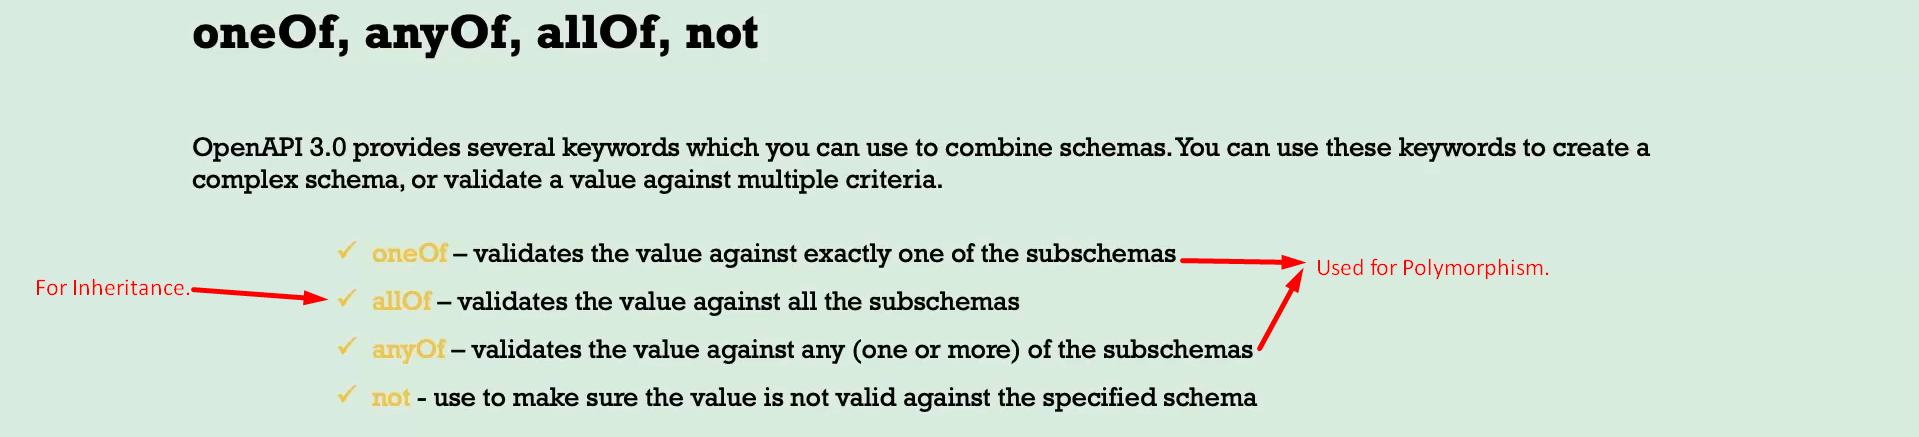 oneOf, anyOf, allOf, not
OpenAPI 3.0 provides several keywords which you can use to combine schemas. You can use these keywords to create a
complex schema, or validate a value against multiple criteria.
✓ oneOf – validates the value against exactly one of the subschemas
Used for Polymorphism.
For Inheritance.
✓ allOf – validates the value against all the subschemas
✓ anyOf – validates the value against any (one or more) of the subschemas
✓ not - use to make sure the value is not valid against the specified schema